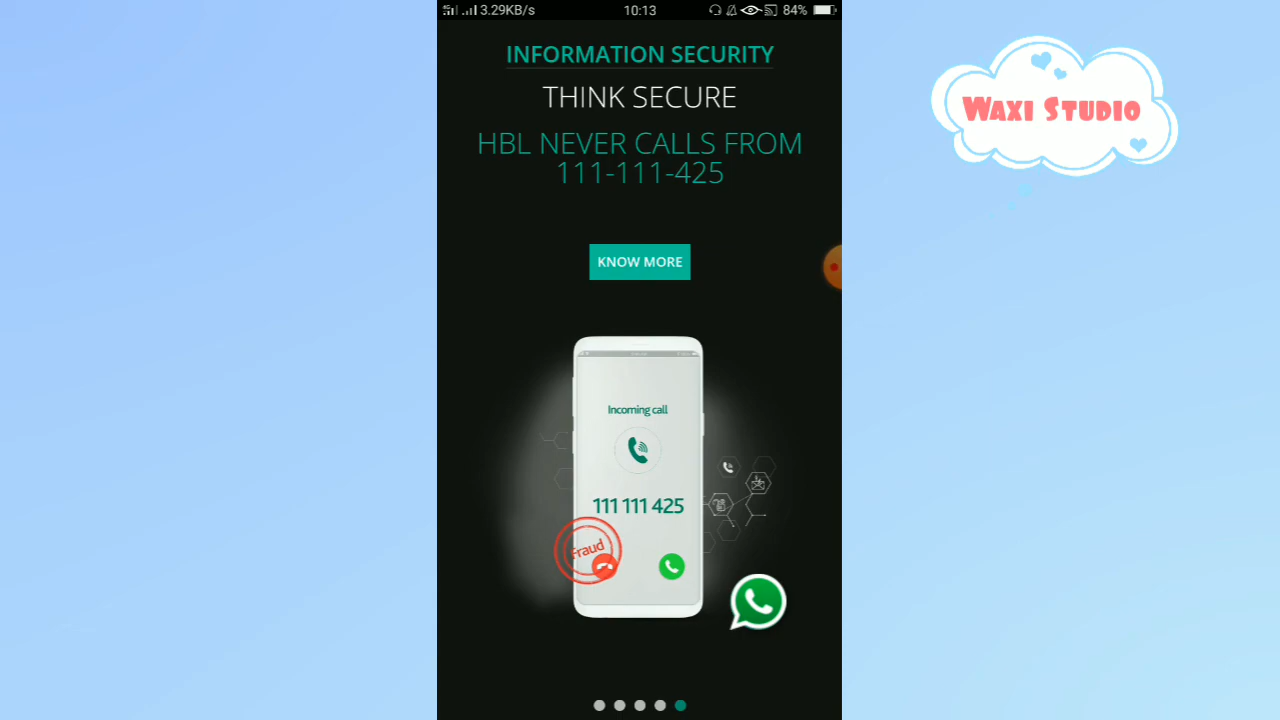 4G 3.29KB/s 10:13 84%
INFORMATION SECURITY
THINK SECURE
HBL NEVER CALLS FROM
111-111-425
KNOW MORE
Incoming call
111 111 425
Fraud
WAXI STUDIO